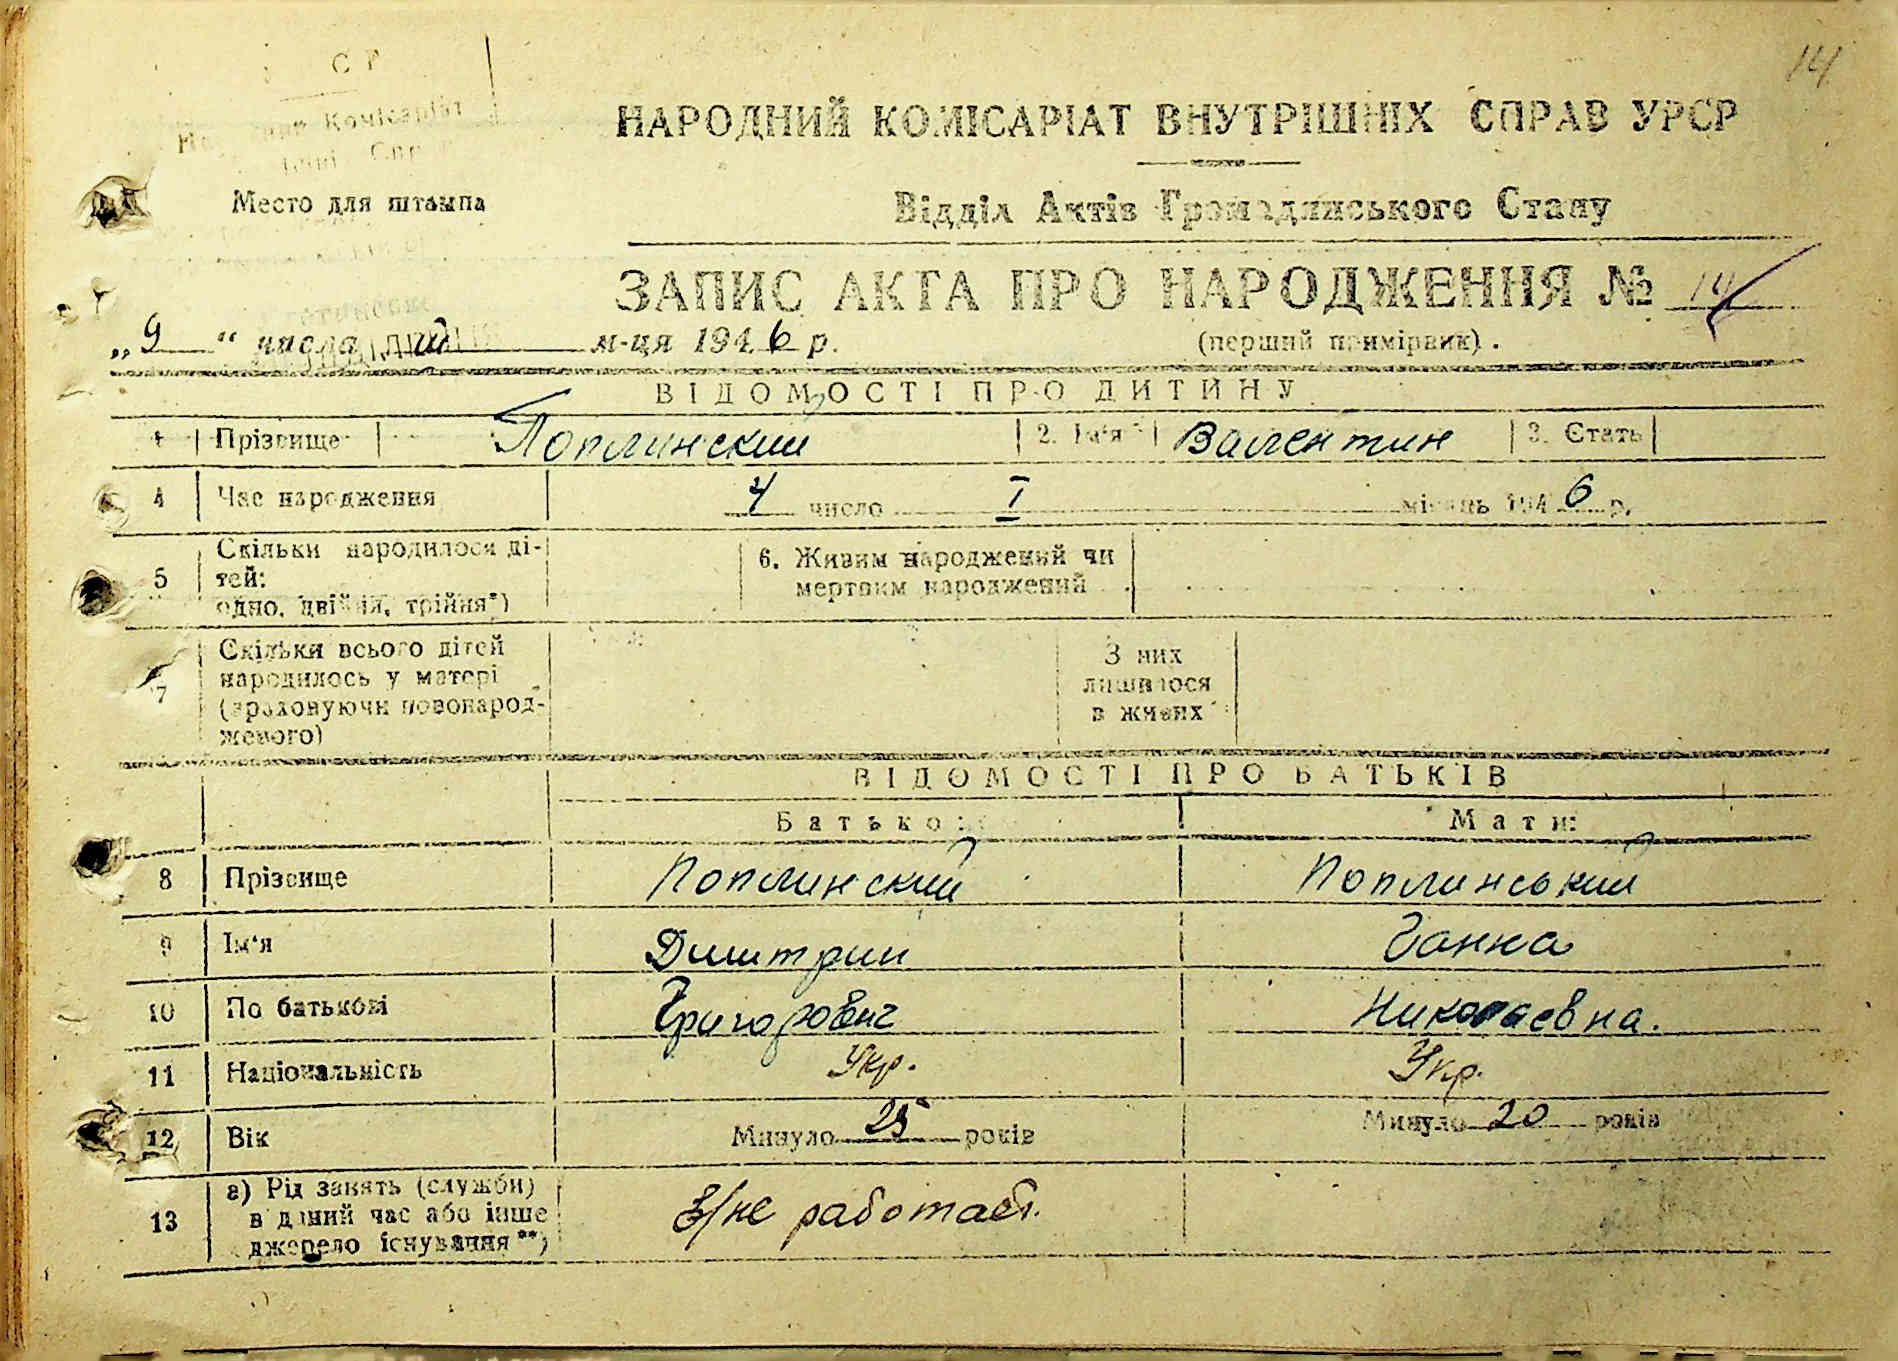 14
НАРОДНИЙ КОМІСАРІАТ ВНУТРІШНІХ СПРАВ УРСР
Место для штампа
Відділ Актів Громадянського Стану
ЗАПИС АКТА ПРО НАРОДЖЕННЯ № 14
„9“ числа м-ця 1946 р.
(перший примірник).
ВІДОМОСТІ ПРО ДИТИНУ
1 Прізвище Поплинский 2. Ім'я Валентин 3. Стать
4 Час народження 4 число I місяць 1946 р.
5 Скільки народилося ді-
тей:
одно, двійня, трійня*)
6. Живим народжений чи
мертвим народжений
7 Скільки всього дітей
народилось у матері
(враховуючи новонарод-
женого)
З них
лишилося
в живих
ВІДОМОСТІ ПРО БАТЬКІВ
Батько: Мати:
8 Прізвище Поплинский Поплинський
9 Ім'я Дмитрий Ганна
10 По батькові Григорович Николаевна.
11 Національність Укр. Укр.
12 Вік Минуло 25 років Минуло 20 років
13 а) Рід занять (служби)
в даний час або інше
джерело існування**)
не работает.